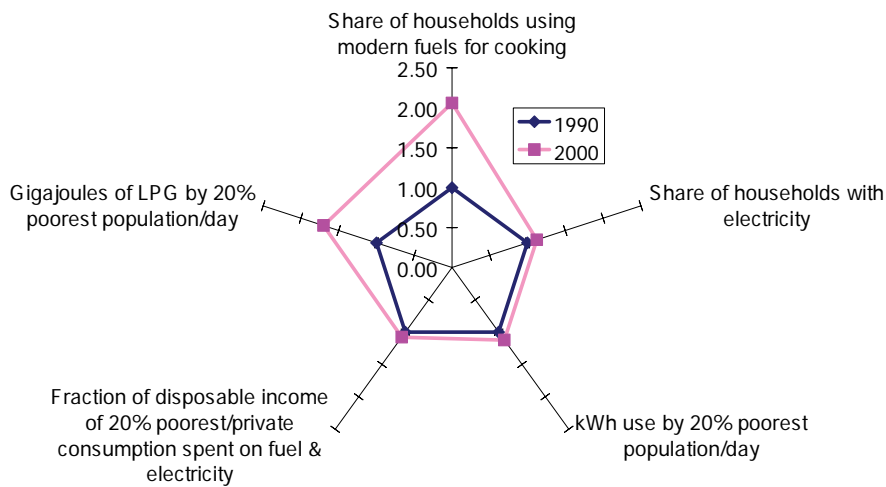 Share of households using
modern fuels for cooking
2.50
2.00
1.50
1.00
0.50
0.00
1990
2000
Share of households with
electricity
Gigajoules of LPG by 20%
poorest population/day
Fraction of disposable income
of 20% poorest/private
consumption spent on fuel &
electricity
kWh use by 20% poorest
population/day